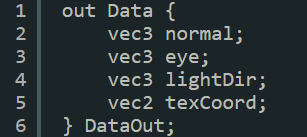 1 out Data {
2     vec3 normal;
3     vec3 eye;
4     vec3 lightDir;
5     vec2 texCoord;
6 } DataOut;